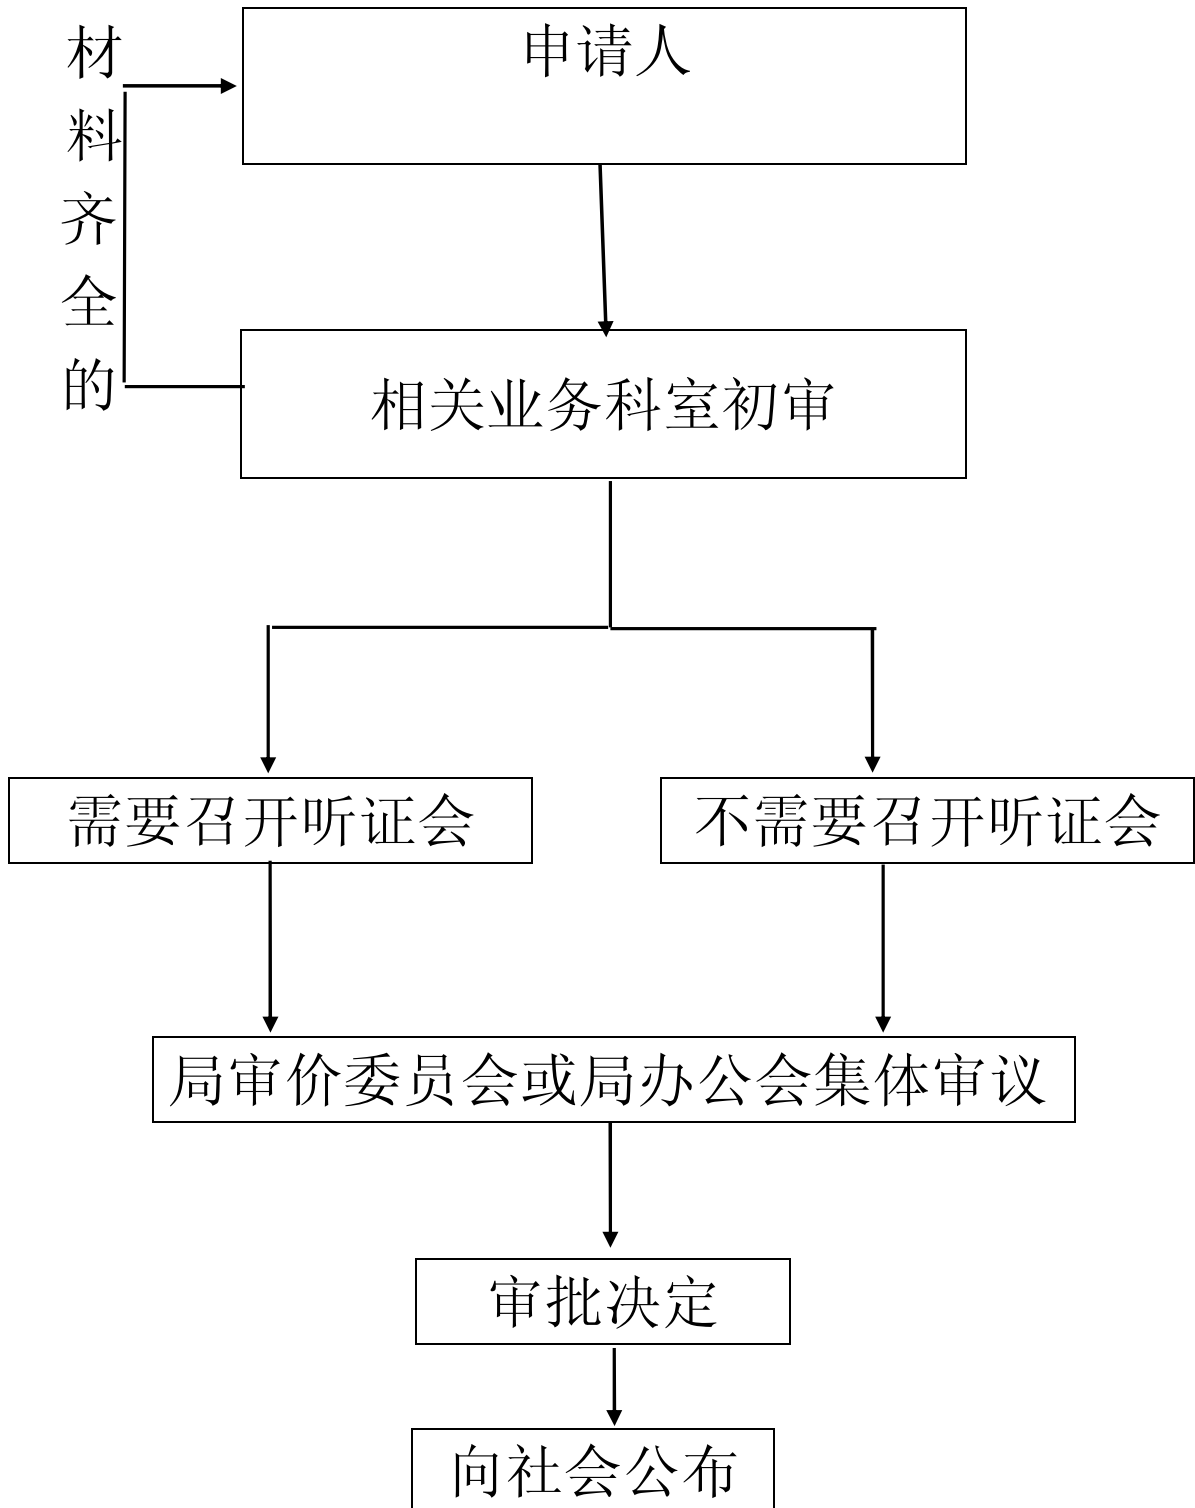 材料齐全的
申请人
相关业务科室初审
需要召开听证会
不需要召开听证会
局审价委员会或局办公会集体审议
审批决定
向社会公布